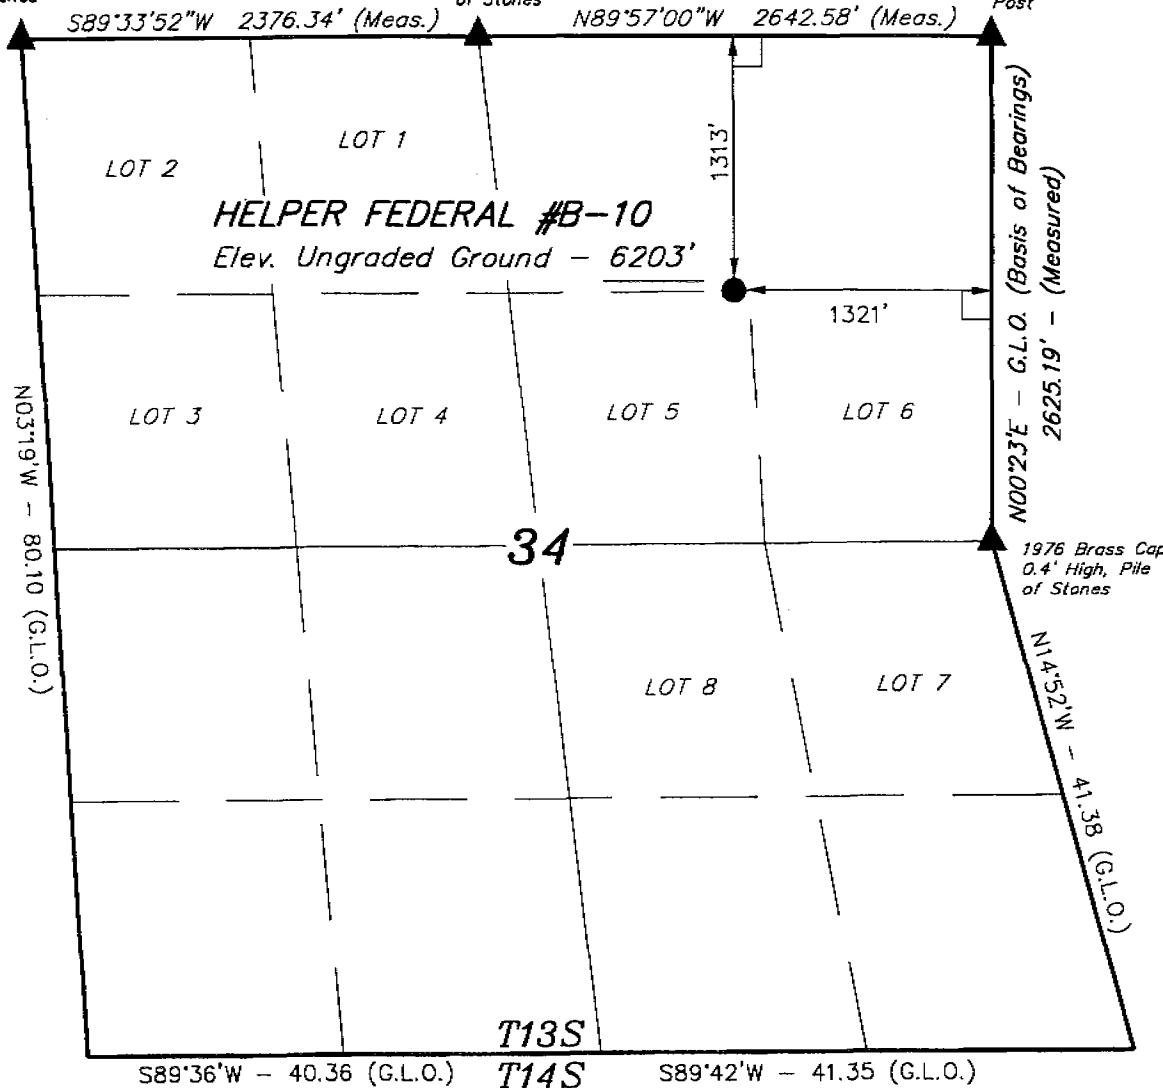 of Stones
Post
S89°33'52"W 2376.34' (Meas.)
N89°57'00"W 2642.58' (Meas.)
LOT 2
LOT 1
1313'
HELPER FEDERAL #B-10
Elev. Ungraded Ground - 6203'
1321'
N00°23'E - G.L.O. (Basis of Bearings)
2625.19' - (Measured)
N03°19'W - 80.10 (G.L.O.)
LOT 3
LOT 4
LOT 5
LOT 6
34
1976 Brass Cap
0.4' High, Pile
of Stones
LOT 8
LOT 7
N14°52'W - 41.38 (G.L.O.)
T13S
S89°36'W - 40.36 (G.L.O.)
T14S
S89°42'W - 41.35 (G.L.O.)